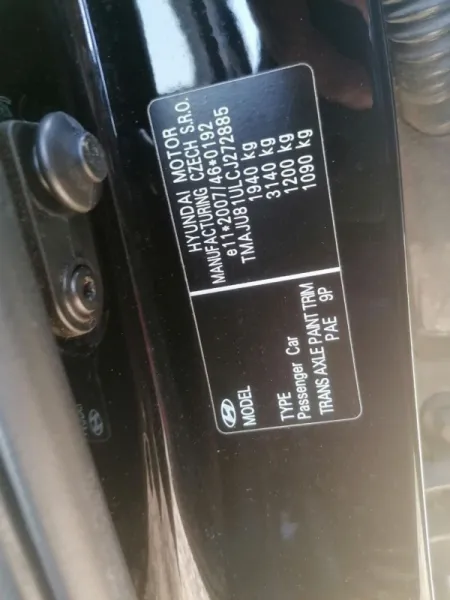 HYUNDAI MOTOR
MANUFACTURING CZECH S.R.O.
e11*2007/46*0192
TMAJU81ULCJ272885
1940 kg
3140 kg
1200 kg
1090 kg
MODEL
TYPE
Passenger Car
TRANS AXLE PAINT TRIM
PAE 9P